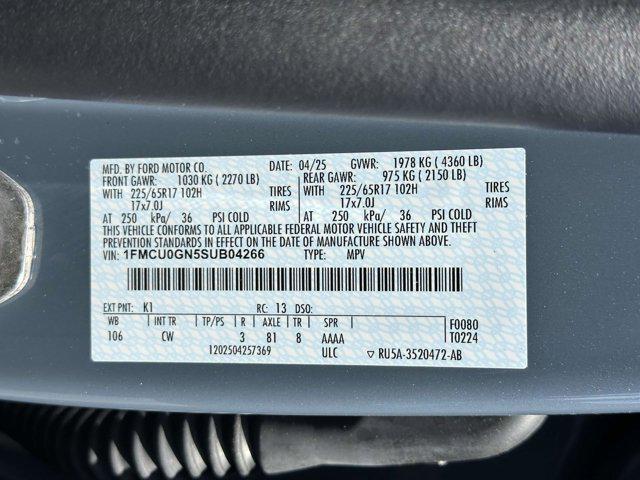 MFD. BY FORD MOTOR CO. DATE: 04/25 GVWR: 1978 KG ( 4360 LB)
FRONT GAWR: 1030 KG ( 2270 LB) REAR GAWR: 975 KG ( 2150 LB)
WITH 225/65R17 102H TIRES WITH 225/65R17 102H TIRES
17x7.0J RIMS 17x7.0J RIMS
AT 250 kPa/ 36 PSI COLD AT 250 kPa/ 36 PSI COLD
THIS VEHICLE CONFORMS TO ALL APPLICABLE FEDERAL MOTOR VEHICLE SAFETY AND THEFT
PREVENTION STANDARDS IN EFFECT ON THE DATE OF MANUFACTURE SHOWN ABOVE.
VIN: 1FMCU0GN5SUB04266 TYPE: MPV
EXT PNT: K1 RC: 13 DSO:
WB INT TR TP/PS R AXLE TR SPR F0080
106 CW 3 81 8 AAAA T0224
1202504257369 ULC RU5A-3520472-AB